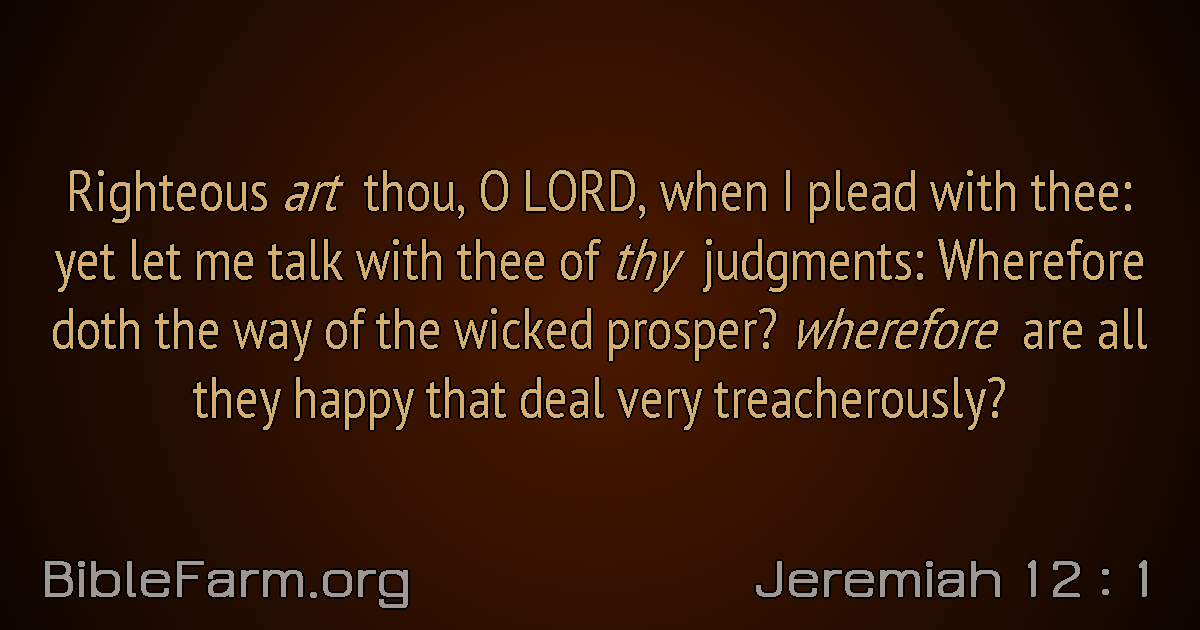 Righteous art thou, O LORD, when I plead with thee:
yet let me talk with thee of thy judgments: Wherefore
doth the way of the wicked prosper? wherefore are all
they happy that deal very treacherously?
BibleFarm.org
Jeremiah 12 : 1